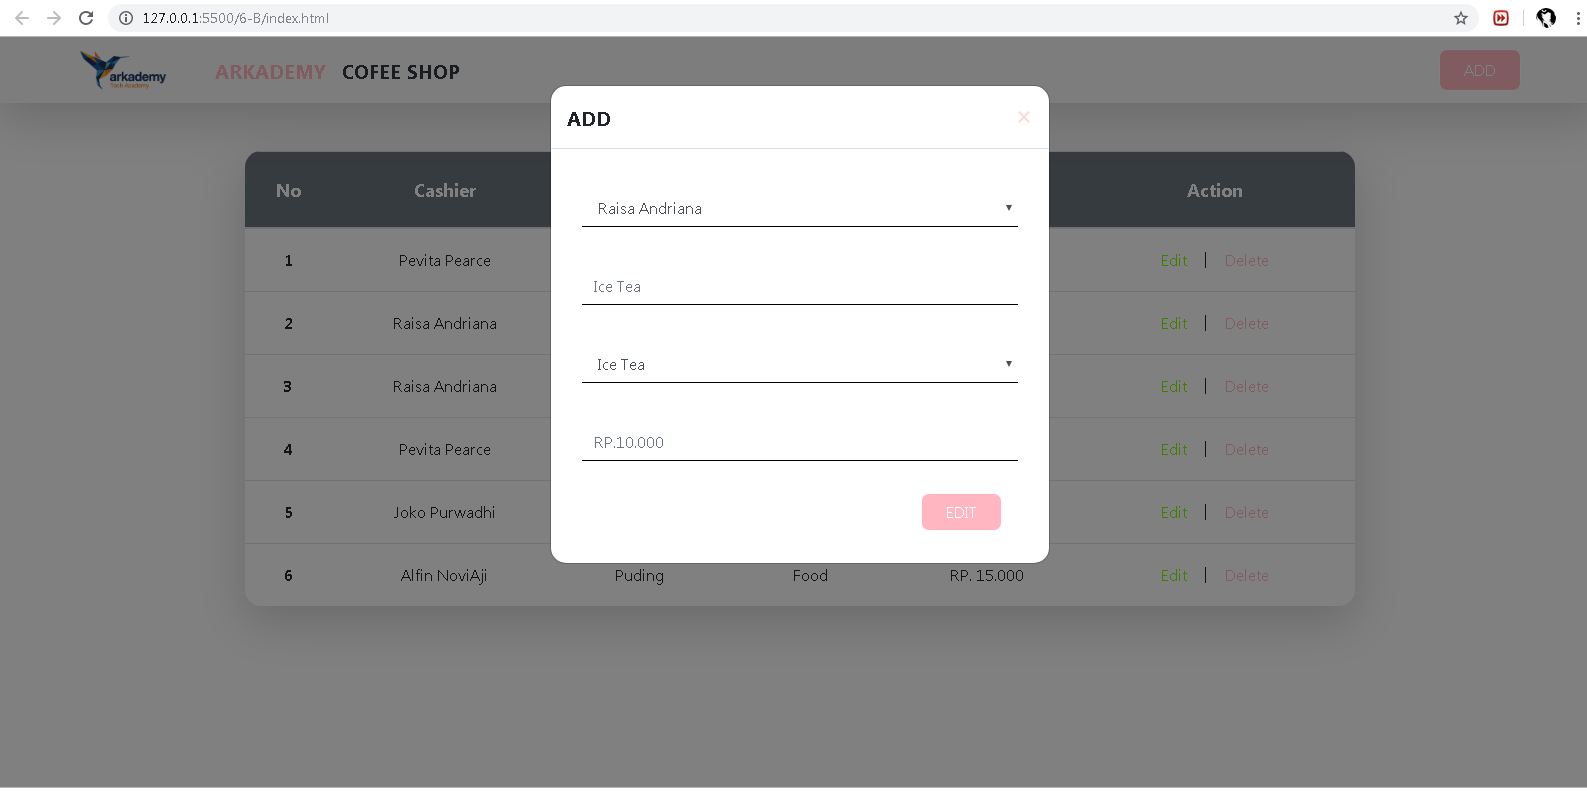 127.0.0.1:5500/6-B/index.html
arkademy
Tech Academy
ARKADEMY COFEE SHOP
ADD
ADD
×
No Cashier Action
Raisa Andriana
1 Pevita Pearce Edit | Delete
Ice Tea
2 Raisa Andriana Edit | Delete
Ice Tea
3 Raisa Andriana Edit | Delete
RP.10.000
4 Pevita Pearce Edit | Delete
EDIT
5 Joko Purwadhi Edit | Delete
6 Alfin NoviAji Puding Food RP. 15.000 Edit | Delete